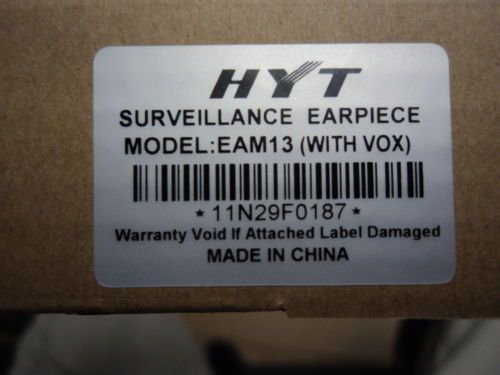 HYT
SURVEILLANCE EARPIECE
MODEL:EAM13 (WITH VOX)
*11N29F0187*
Warranty Void If Attached Label Damaged
MADE IN CHINA